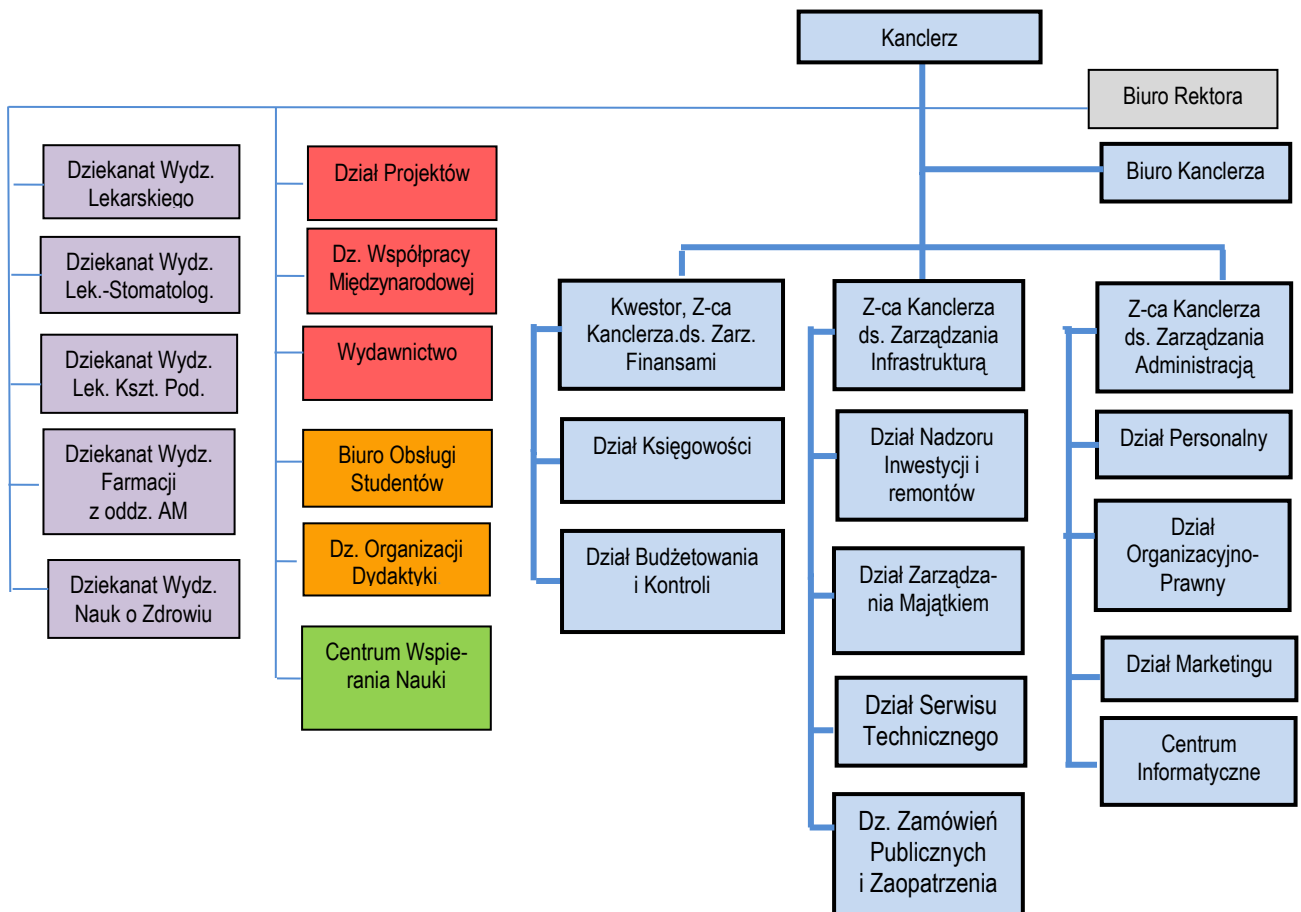 Kanclerz
Biuro Rektora
Biuro Kanclerza
Dziekanat Wydz.
Lekarskiego
Dziekanat Wydz.
Lek.-Stomatolog.
Dziekanat Wydz.
Lek. Kszt. Pod.
Dziekanat Wydz.
Farmacji
z oddz. AM
Dziekanat Wydz.
Nauk o Zdrowiu
Dział Projektów
Dz. Współpracy
Międzynarodowej
Wydawnictwo
Biuro Obsługi
Studentów
Dz. Organizacji
Dydaktyki
Centrum Wspie-
rania Nauki
Kwestor, Z-ca
Kanclerza.ds. Zarz.
Finansami
Dział Księgowości
Dział Budżetowania
i Kontroli
Z-ca Kanclerza
ds. Zarządzania
Infrastrukturą
Dział Nadzoru
Inwestycji i
remontów
Dział Zarządza-
nia Majątkiem
Dział Serwisu
Technicznego
Dz. Zamówień
Publicznych
i Zaopatrzenia
Z-ca Kanclerza
ds. Zarządzania
Administracją
Dział Personalny
Dział
Organizacyjno-
Prawny
Dział Marketingu
Centrum
Informatyczne